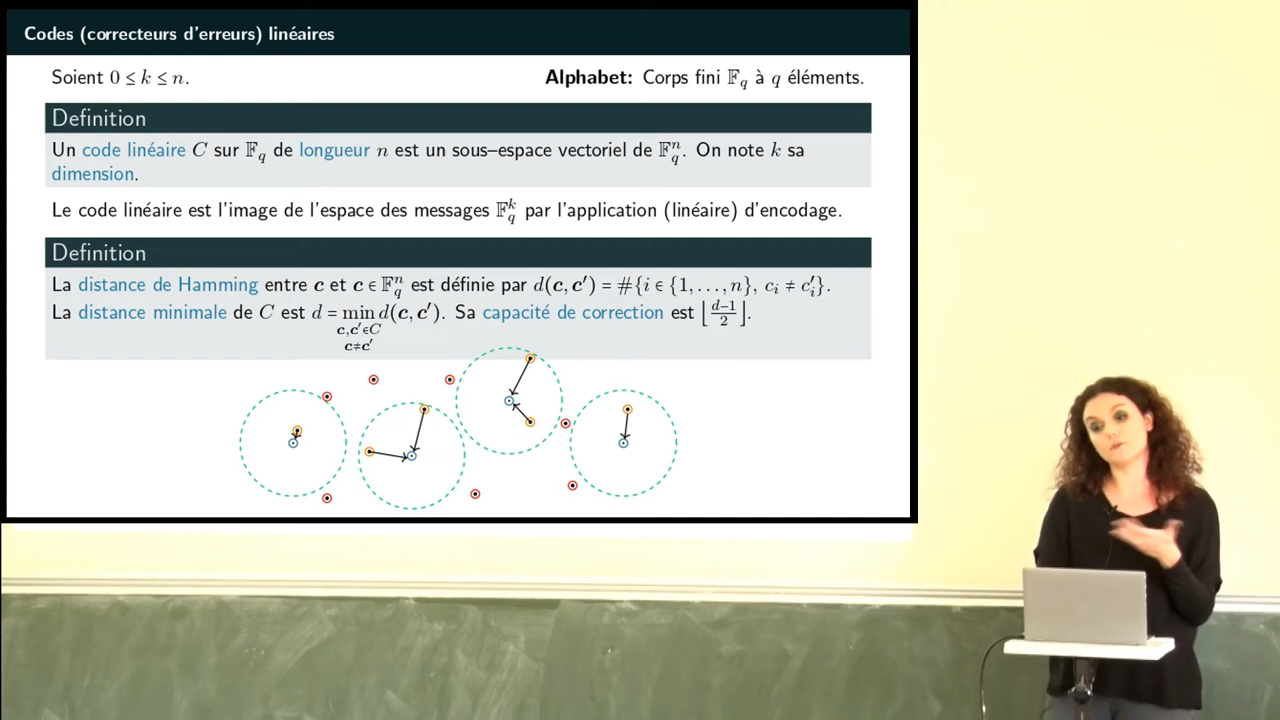 Codes (correcteurs d'erreurs) linéaires
Soient 0 ≤ k ≤ n. Alphabet: Corps fini 𝔽_q à q éléments.
Definition
Un code linéaire C sur 𝔽_q de longueur n est un sous–espace vectoriel de 𝔽_q^n. On note k sa
dimension.
Le code linéaire est l'image de l'espace des messages 𝔽_q^k par l'application (linéaire) d'encodage.
Definition
La distance de Hamming entre c et c ∈ 𝔽_q^n est définie par d(c, c′) = #{i ∈ {1, …, n}, c_i ≠ c′_i}.
La distance minimale de C est d = min d(c, c′). Sa capacité de correction est ⌊(d−1)/2⌋.
c,c′∈C
c≠c′